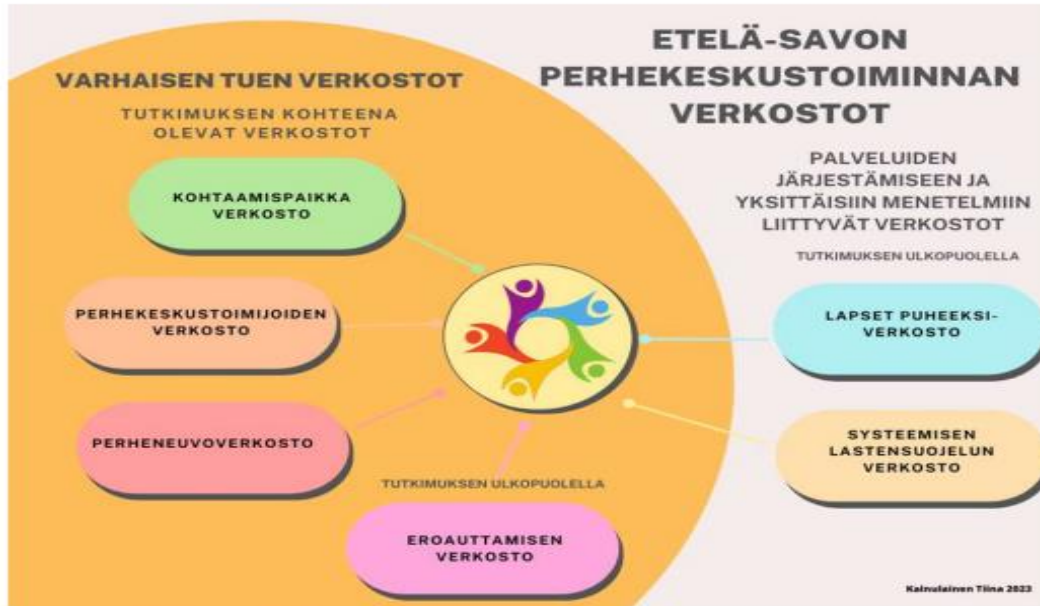 ETELÄ-SAVON
PERHEKESKUSTOIMINNAN
VERKOSTOT
VARHAISEN TUEN VERKOSTOT
TUTKIMUKSEN KOHTEENA
OLEVAT VERKOSTOT
KOHTAAMISPAIKKA
VERKOSTO
PERHEKESKUSTOIMIJOIDEN
VERKOSTO
PERHENEUVOVERKOSTO
TUTKIMUKSEN ULKOPUOLELLA
EROAUTTAMISEN
VERKOSTO
PALVELUIDEN
JÄRJESTÄMISEEN JA
YKSITTÄISIIN MENETELMIIN
LIITTYVÄT VERKOSTOT
TUTKIMUKSEN ULKOPUOLELLA
LAPSET PUHEEKSI-
VERKOSTO
SYSTEEMISEN
LASTENSUOJELUN
VERKOSTO
Kainulainen Tiina 2023